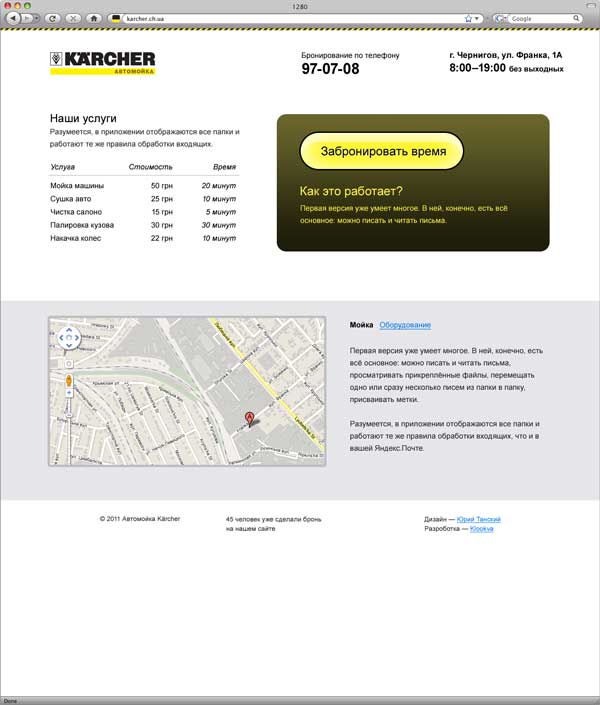 1280
karcher.ch.ua
Google
KÄRCHER
АВТОМОЙКА
Бронирование по телефону
97-07-08
г. Чернигов, ул. Франка, 1А
8:00–19:00 без выходных
Наши услуги
Разумеется, в приложении отображаются все папки и
работают те же правила обработки входящих.
Услуга Стоимость Время
Мойка машины 50 грн 20 минут
Сушка авто 25 грн 10 минут
Чистка салоно 15 грн 5 минут
Палировка кузова 30 грн 30 минут
Накачка колес 22 грн 10 минут
Забронировать время
Как это работает?
Первая версия уже умеет многое. В ней, конечно, есть всё
основное: можно писать и читать письма.
Мойка Оборудование
Первая версия уже умеет многое. В ней, конечно, есть
всё основное: можно писать и читать письма,
просматривать прикреплённые файлы, перемещать
одно или сразу несколько писем из папки в папку,
присваивать метки.
Разумеется, в приложении отображаются все папки и
работают те же правила обработки входящих, что и в
вашей Яндекс.Почте.
© 2011 Автомойка Kärcher
45 человек уже сделали бронь
на нашем сайте
Дизайн — Юрий Танский
Разработка — Klookva
Done